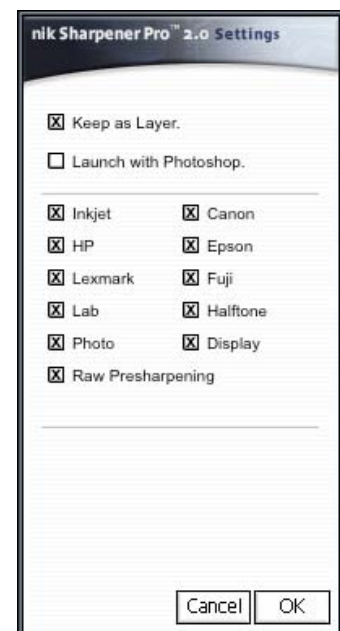 nik Sharpener Pro™ 2.0 Settings
Keep as Layer.
Launch with Photoshop.
Inkjet Canon
HP Epson
Lexmark Fuji
Lab Halftone
Photo Display
Raw Presharpening
Cancel OK